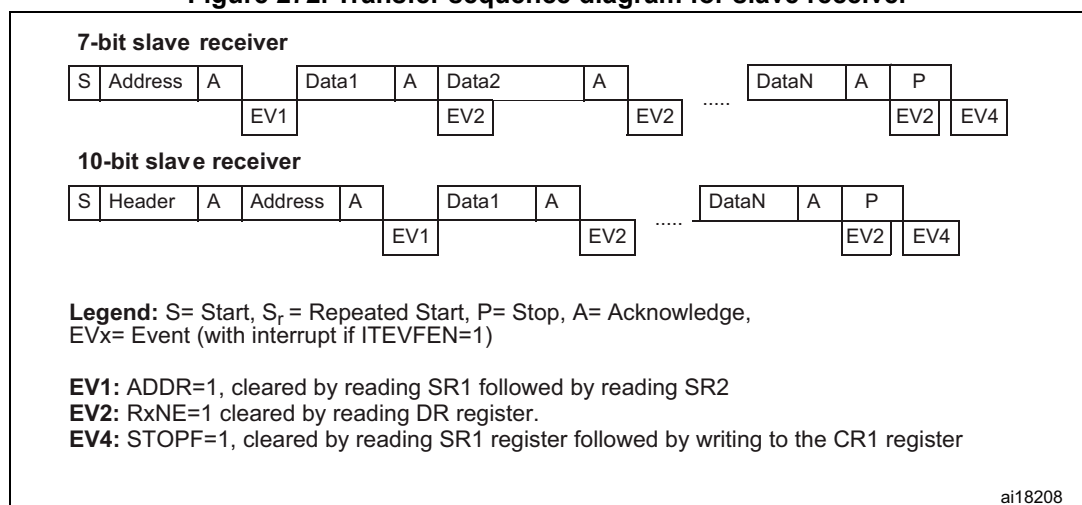 Figure 272. Transfer sequence diagram for slave receiver
7-bit slave receiver
S Address A Data1 A Data2 A ..... DataN A P
EV1 EV2 EV2 EV2 EV4
10-bit slave receiver
S Header A Address A Data1 A ..... DataN A P
EV1 EV2 EV2 EV4
Legend: S= Start, Sr = Repeated Start, P= Stop, A= Acknowledge,
EVx= Event (with interrupt if ITEVFEN=1)
EV1: ADDR=1, cleared by reading SR1 followed by reading SR2
EV2: RxNE=1 cleared by reading DR register.
EV4: STOPF=1, cleared by reading SR1 register followed by writing to the CR1 register
ai18208